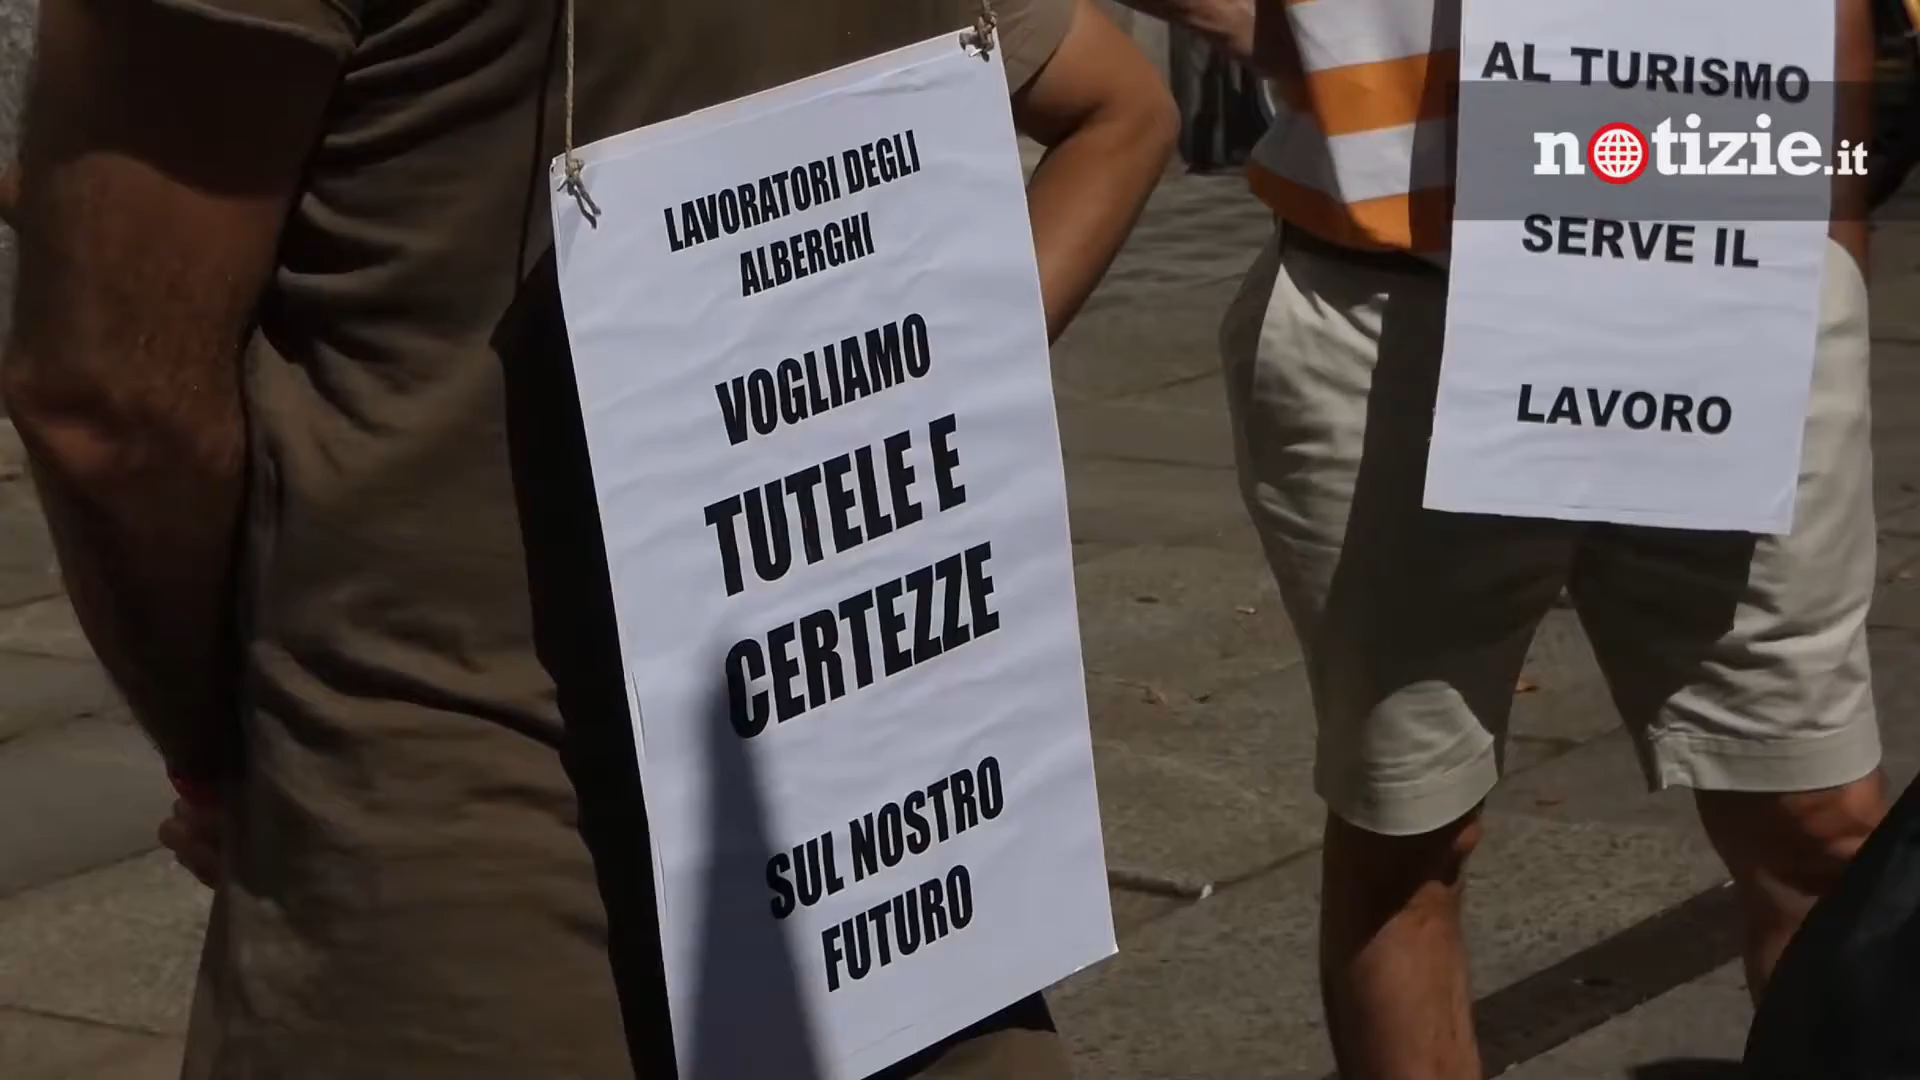 LAVORATORI DEGLI
ALBERGHI
VOGLIAMO
TUTELE E
CERTEZZE
SUL NOSTRO
FUTURO
AL TURISMO
SERVE IL
LAVORO
notizie.it